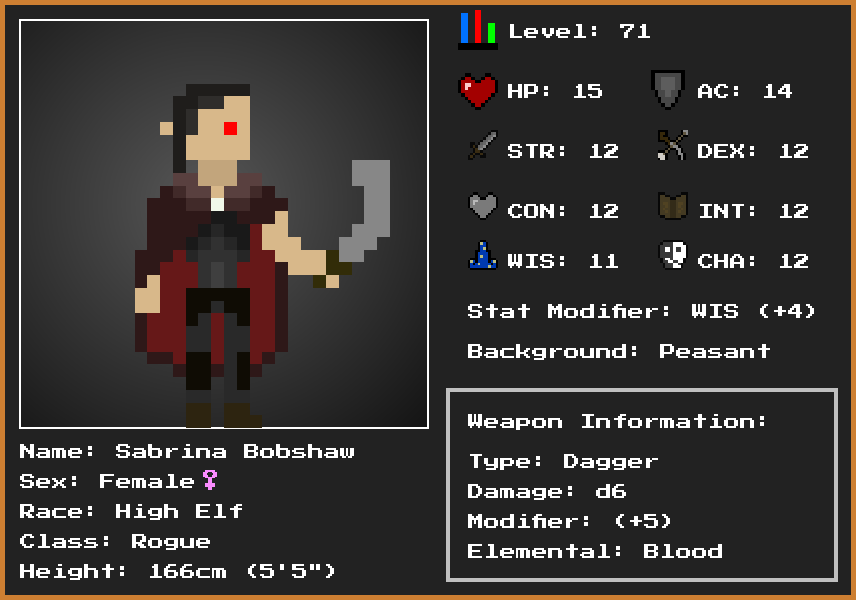 Level: 71
HP: 15 AC: 14
STR: 12 DEX: 12
CON: 12 INT: 12
WIS: 11 CHA: 12
Stat Modifier: WIS (+4)
Background: Peasant
Weapon Information:
Type: Dagger
Damage: d6
Modifier: (+5)
Elemental: Blood
Name: Sabrina Bobshaw
Sex: Female♀
Race: High Elf
Class: Rogue
Height: 166cm (5'5")